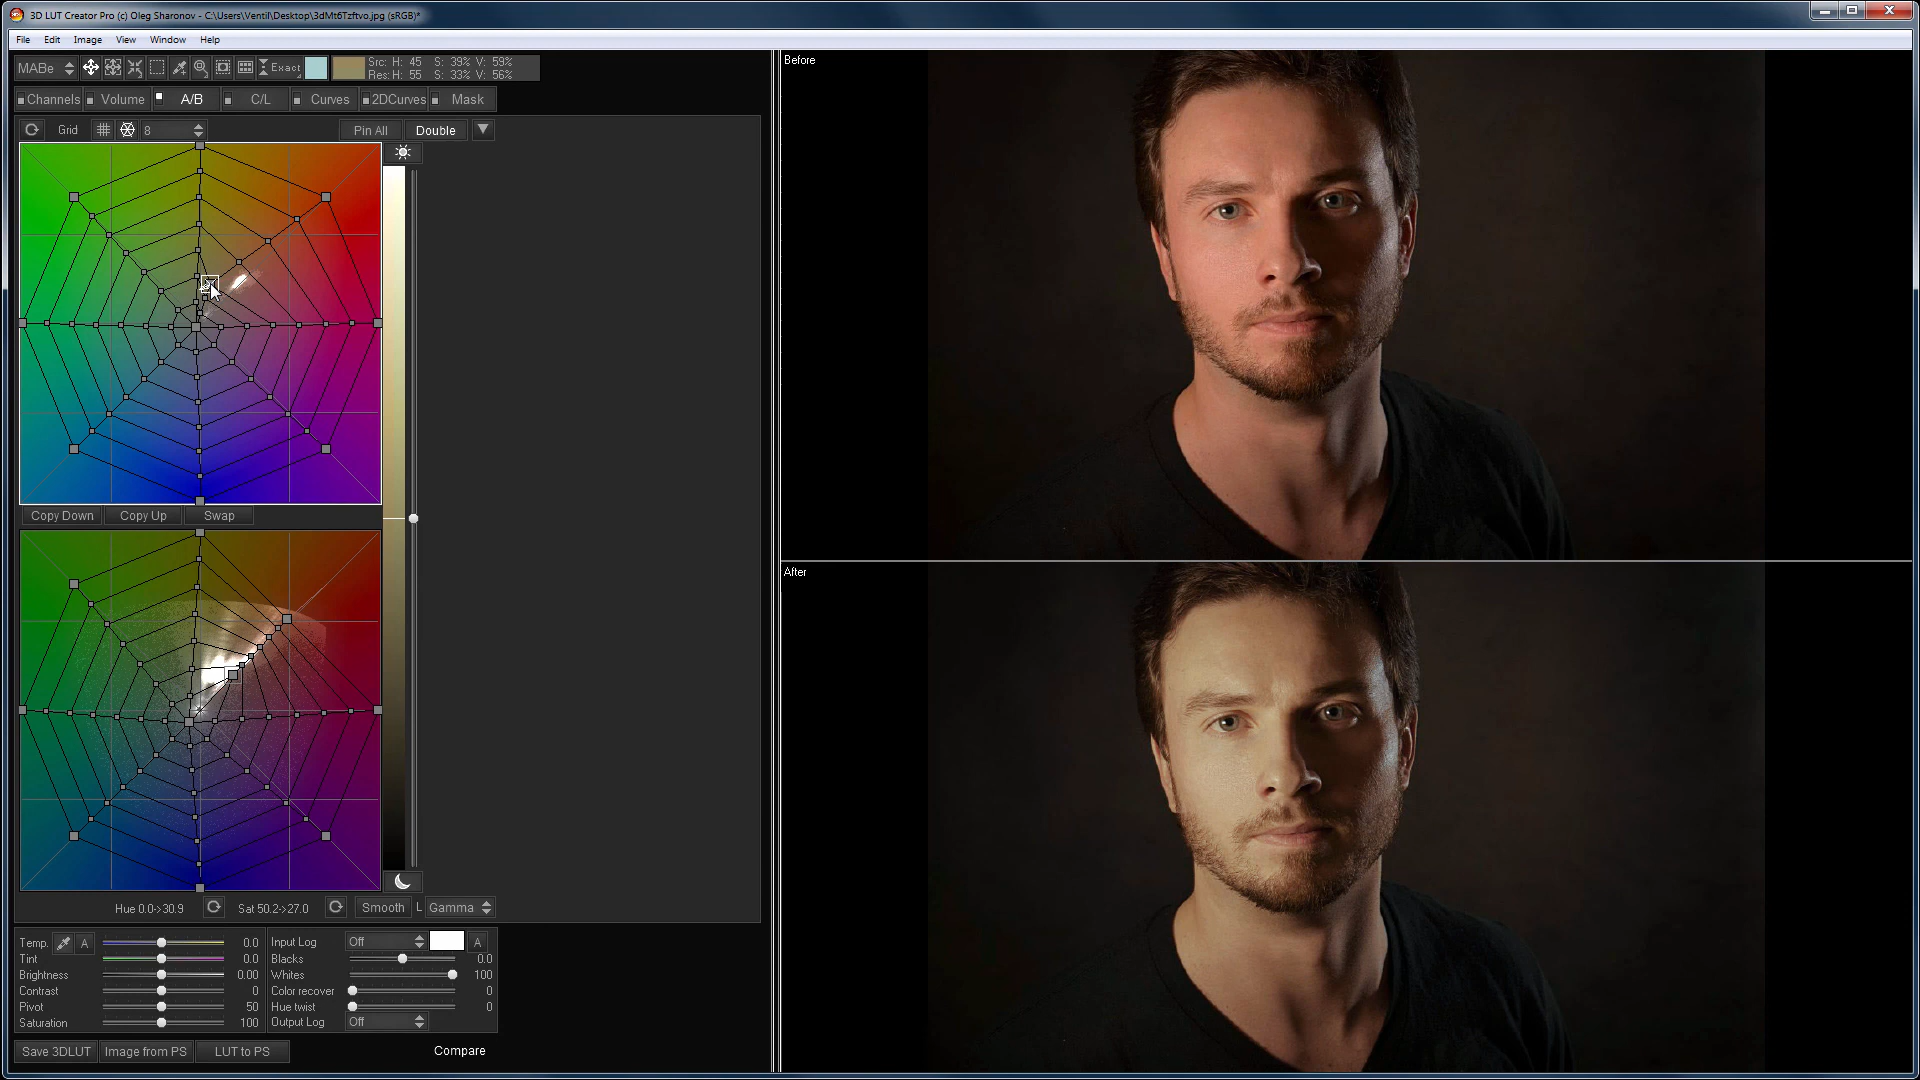 3D LUT Creator Pro (c) Oleg Sharonov - C:\Users\Ventil\Desktop\3dMt6Tzftvo.jpg (sRGB)*
File Edit Image View Window Help
MABe Exact Src: H: 45 S: 39% V: 59%
Res: H: 55 S: 33% V: 56%
Channels Volume A/B C/L Curves 2DCurves Mask
Grid 8 Pin All Double
Copy Down Copy Up Swap
Hue 0.0->30.9 Sat 50.2->27.0 Smooth L Gamma
Temp. A 0.0
Tint 0.0
Brightness 0.00
Contrast 0
Pivot 50
Saturation 100
Input Log Off A
Blacks 0.0
Whites 100
Color recover 0
Hue twist 0
Output Log Off
Save 3DLUT Image from PS LUT to PS Compare
Before
After